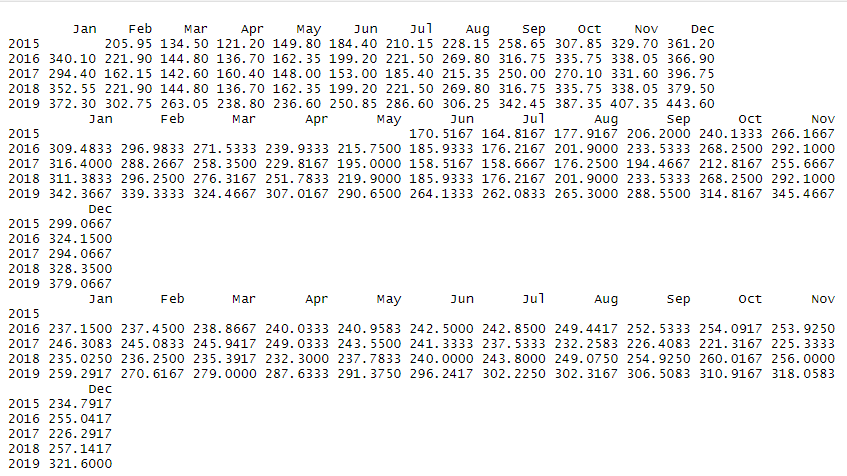 Jan Feb Mar Apr May Jun Jul Aug Sep Oct Nov Dec
2015 205.95 134.50 121.20 149.80 184.40 210.15 228.15 258.65 307.85 329.70 361.20
2016 340.10 221.90 144.80 136.70 162.35 199.20 221.50 269.80 316.75 335.75 338.05 366.90
2017 294.40 162.15 142.60 160.40 148.00 153.00 185.40 215.35 250.00 270.10 331.60 396.75
2018 352.55 221.90 144.80 136.70 162.35 199.20 221.50 269.80 316.75 335.75 338.05 379.50
2019 372.30 302.75 263.05 238.80 236.60 250.85 286.60 306.25 342.45 387.35 407.35 443.60
Jan Feb Mar Apr May Jun Jul Aug Sep Oct Nov
2015 170.5167 164.8167 177.9167 206.2000 240.1333 266.1667
2016 309.4833 296.9833 271.5333 239.9333 215.7500 185.9333 176.2167 201.9000 233.5333 268.2500 292.1000
2017 316.4000 288.2667 258.3500 229.8167 195.0000 158.5167 158.6667 176.2500 194.4667 212.8167 255.6667
2018 311.3833 296.2500 276.3167 251.7833 219.9000 185.9333 176.2167 201.9000 233.5333 268.2500 292.1000
2019 342.3667 339.3333 324.4667 307.0167 290.6500 264.1333 262.0833 265.3000 288.5500 314.8167 345.4667
Dec
2015 299.0667
2016 324.1500
2017 294.0667
2018 328.3500
2019 379.0667
Jan Feb Mar Apr May Jun Jul Aug Sep Oct Nov
2015
2016 237.1500 237.4500 238.8667 240.0333 240.9583 242.5000 242.8500 249.4417 252.5333 254.0917 253.9250
2017 246.3083 245.0833 245.9417 249.0333 243.5500 241.3333 237.5333 232.2583 226.4083 221.3167 225.3333
2018 235.0250 236.2500 235.3917 232.3000 237.7833 240.0000 243.8000 249.0750 254.9250 260.0167 256.0000
2019 259.2917 270.6167 279.0000 287.6333 291.3750 296.2417 302.2250 302.3167 306.5083 310.9167 318.0583
Dec
2015 234.7917
2016 255.0417
2017 226.2917
2018 257.1417
2019 321.6000